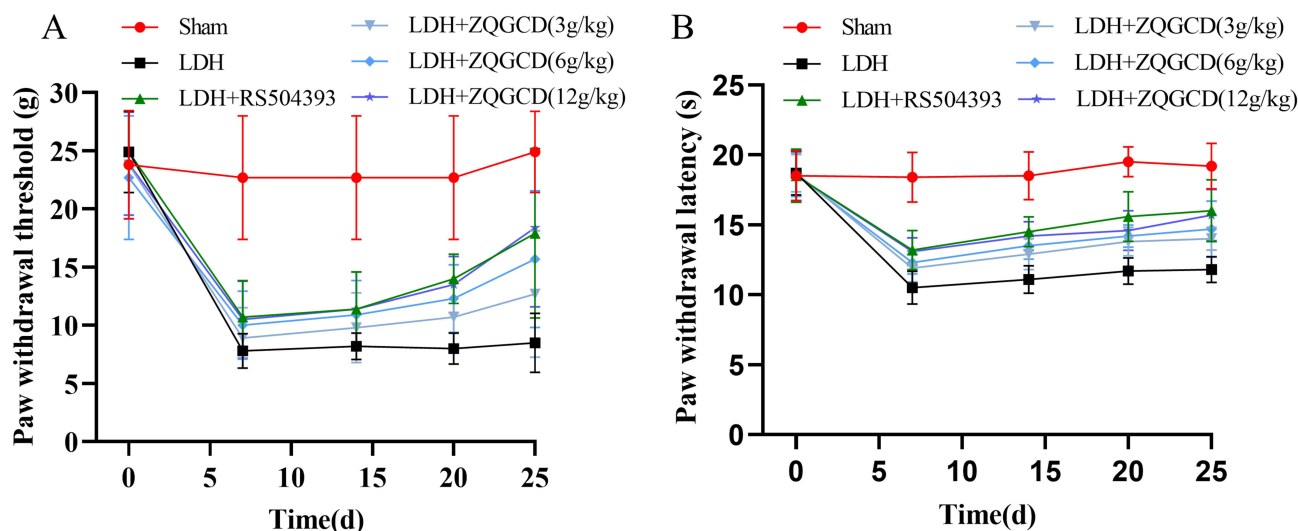 A
Sham
LDH
LDH+RS504393
LDH+ZQGCD(3g/kg)
LDH+ZQGCD(6g/kg)
LDH+ZQGCD(12g/kg)
Paw withdrawal threshold (g)
30
25
20
15
10
5
0
0 5 10 15 20 25
Time(d)
B
Sham
LDH
LDH+RS504393
LDH+ZQGCD(3g/kg)
LDH+ZQGCD(6g/kg)
LDH+ZQGCD(12g/kg)
Paw withdrawal latency (s)
25
20
15
10
5
0
0 5 10 15 20 25
Time(d)